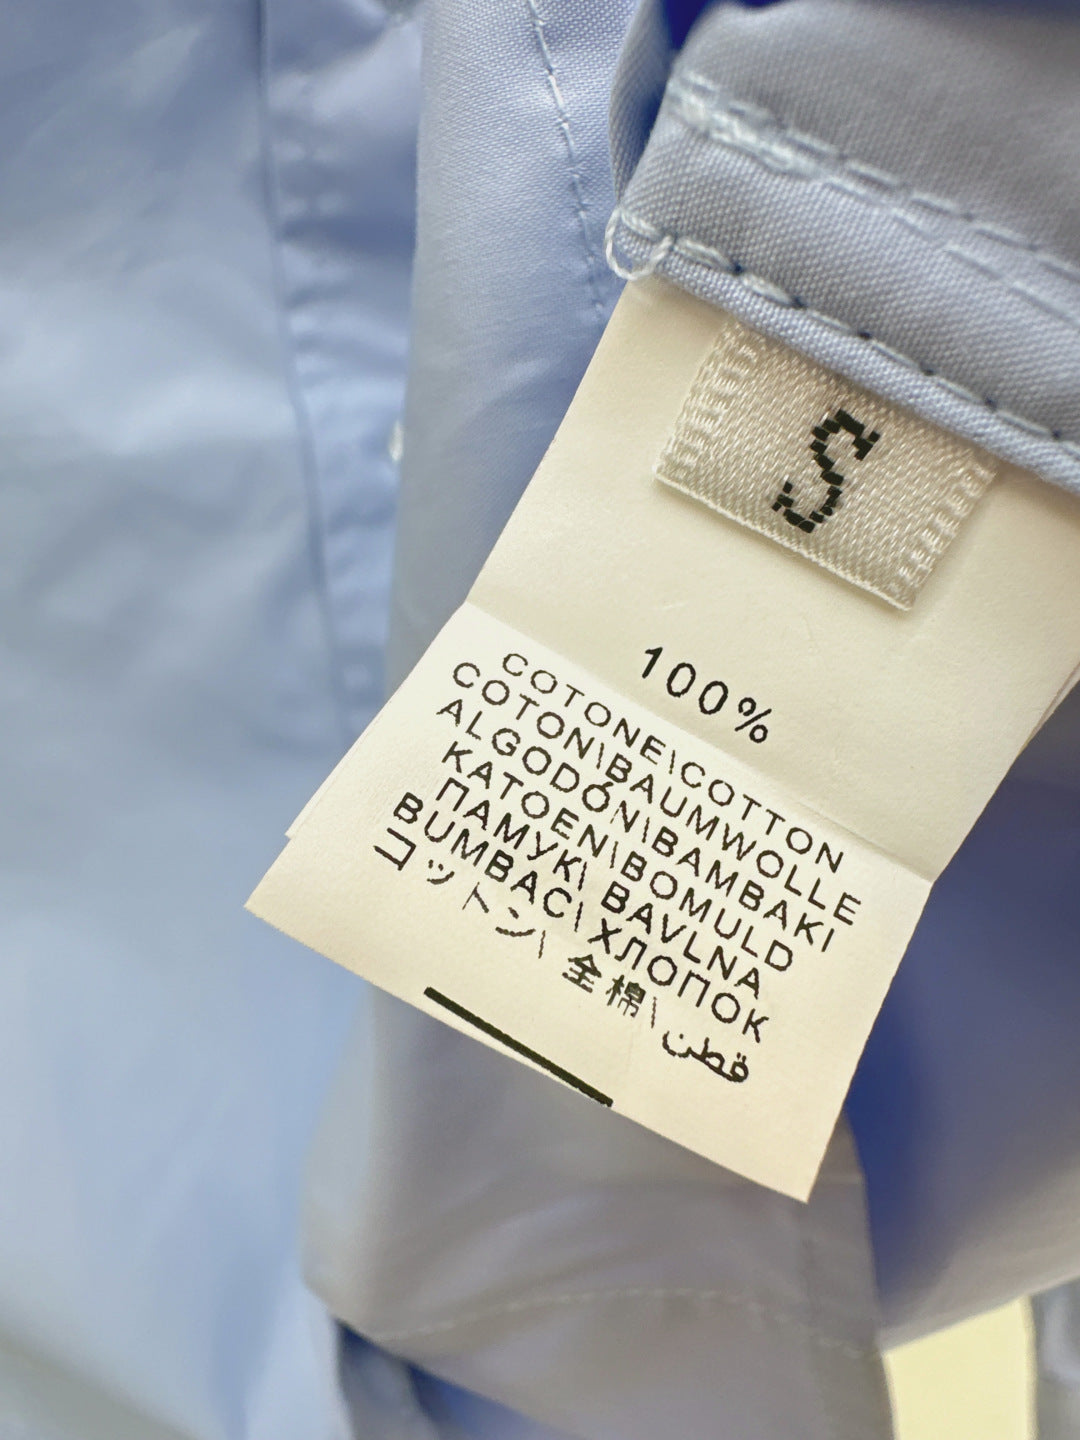 S
100%
COTONE\COTTON
COTON\BAUMWOLLE
ALGODÓN\BAMBAKI
KATOEN\BOMULD
ПАМУК\ BAVLNA
BUMBAC\ ХЛОПОК
コットン\ 全棉\ قطن